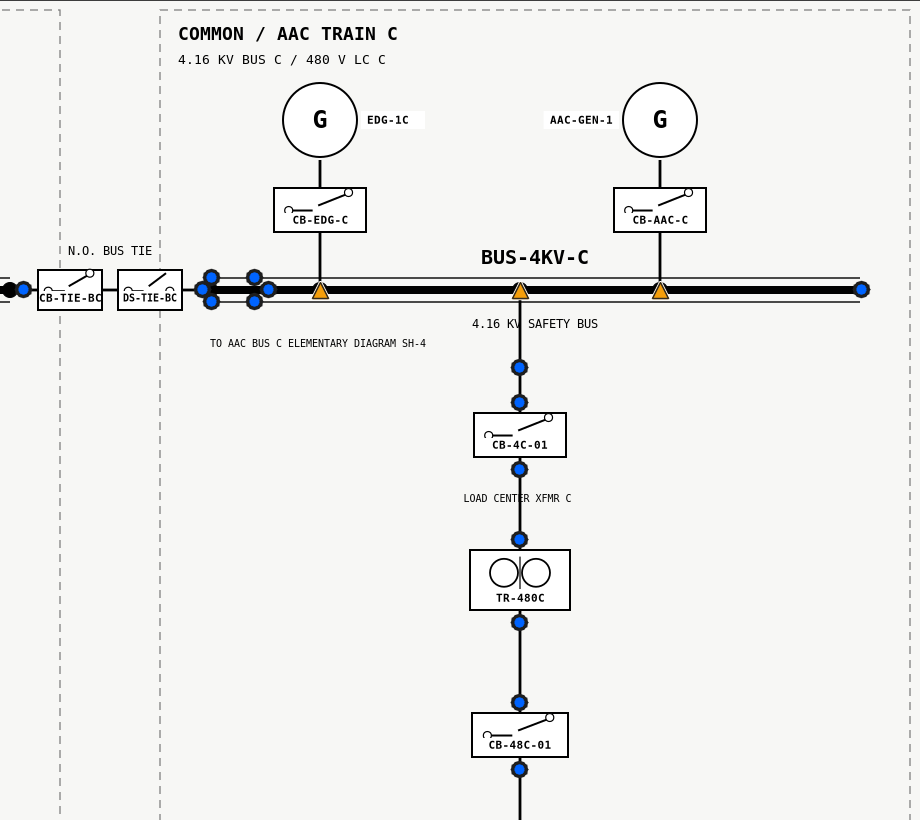 COMMON / AAC TRAIN C
4.16 KV BUS C / 480 V LC C
G
EDG-1C
AAC-GEN-1
G
CB-EDG-C
CB-AAC-C
N.O. BUS TIE
BUS-4KV-C
CB-TIE-BC
DS-TIE-BC
4.16 KV SAFETY BUS
TO AAC BUS C ELEMENTARY DIAGRAM SH-4
CB-4C-01
LOAD CENTER XFMR C
TR-480C
CB-48C-01